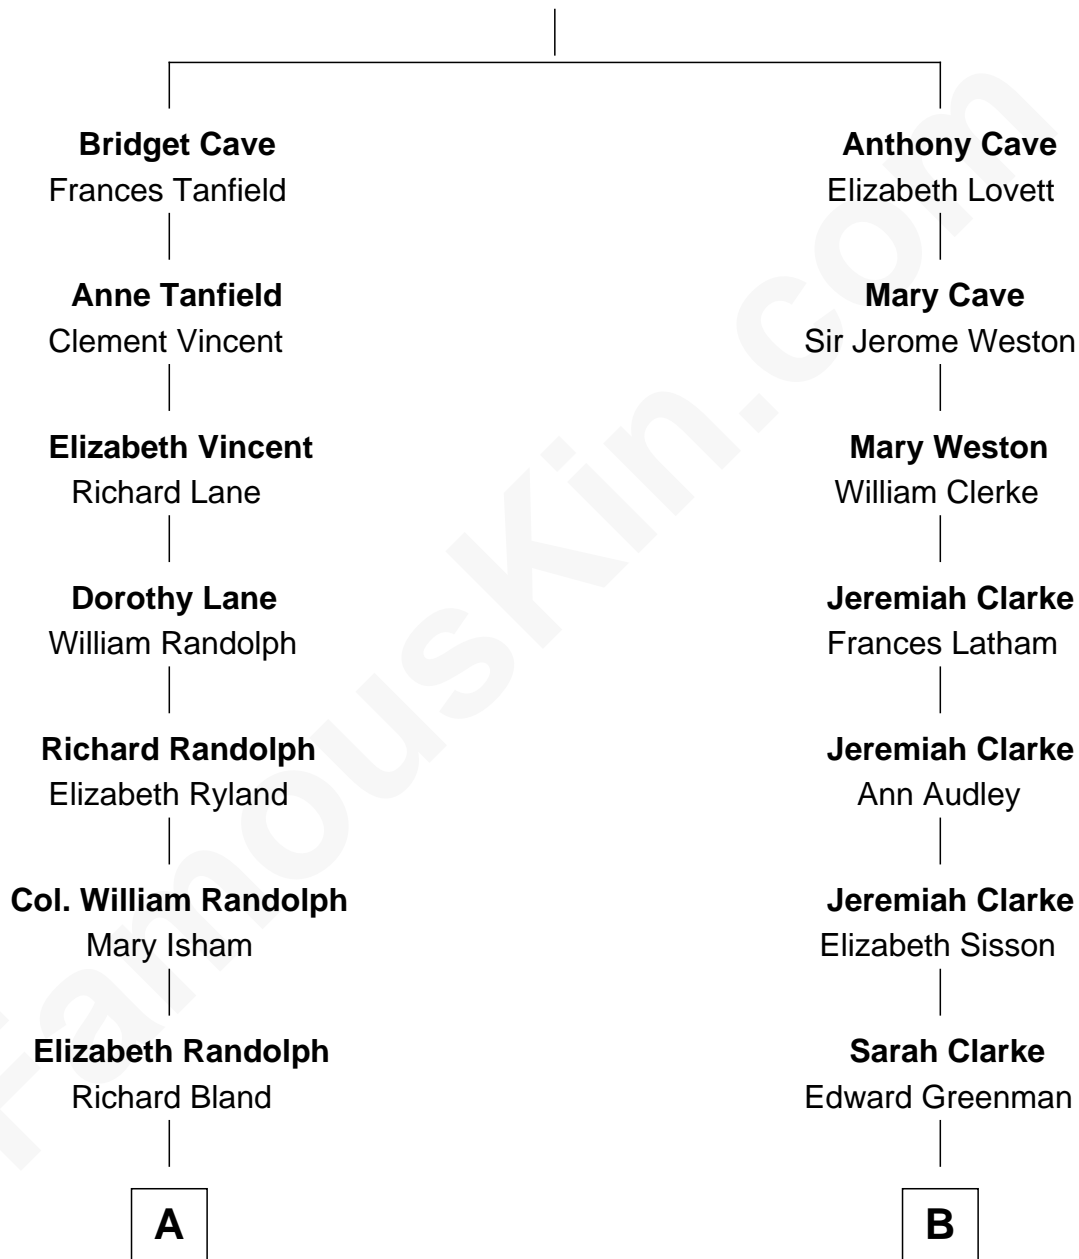 Bridget Cave
Frances Tanfield
Anne Tanfield
Clement Vincent
Elizabeth Vincent
Richard Lane
Dorothy Lane
William Randolph
Richard Randolph
Elizabeth Ryland
Col. William Randolph
Mary Isham
Elizabeth Randolph
Richard Bland
A
Anthony Cave
Elizabeth Lovett
Mary Cave
Sir Jerome Weston
Mary Weston
William Clerke
Jeremiah Clarke
Frances Latham
Jeremiah Clarke
Ann Audley
Jeremiah Clarke
Elizabeth Sisson
Sarah Clarke
Edward Greenman
B
FamousKin.com